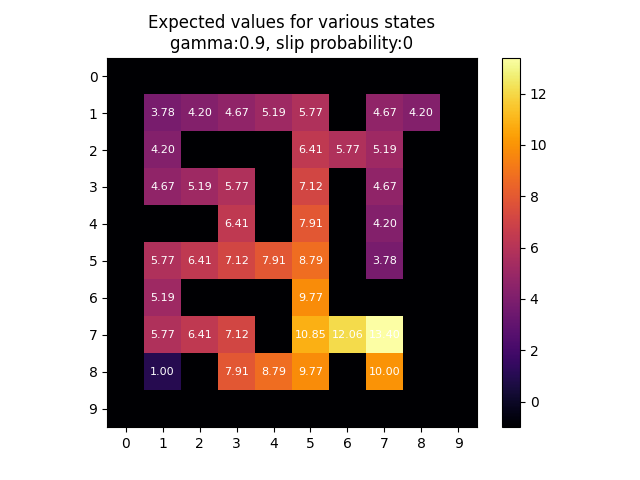 Expected values for various states
gamma:0.9, slip probability:0
0
1 3.78 4.20 4.67 5.19 5.77 4.67 4.20
2 4.20 6.41 5.77 5.19
3 4.67 5.19 5.77 7.12 4.67
4 6.41 7.91 4.20
5 5.77 6.41 7.12 7.91 8.79 3.78
6 5.19 9.77
7 5.77 6.41 7.12 10.85 12.06 13.40
8 1.00 7.91 8.79 9.77 10.00
9
0 1 2 3 4 5 6 7 8 9
12
10
8
6
4
2
0